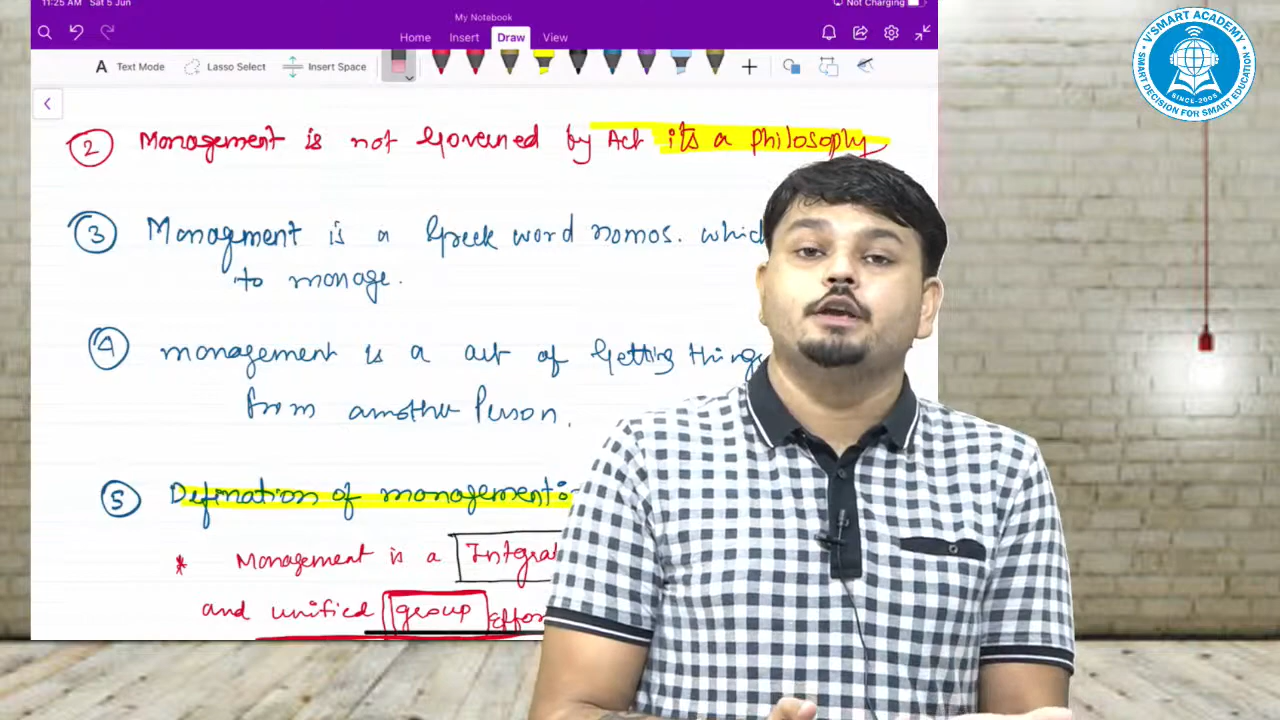 11:25 AM Sat 5 Jun
Not Charging
My Notebook
Home Insert Draw View
A Text Mode Lasso Select Insert Space
V'SMART ACADEMY
SINCE-2005
SMART DECISION FOR SMART EDUCATION
2 Management is not Governed by Act it's a Philosophy
3 Managment is a Greek word nomos. which
to manage.
4 management is a art of Getting things
from another Person.
5 Defination of management:
* Management is a Integrat
and unified group Effor